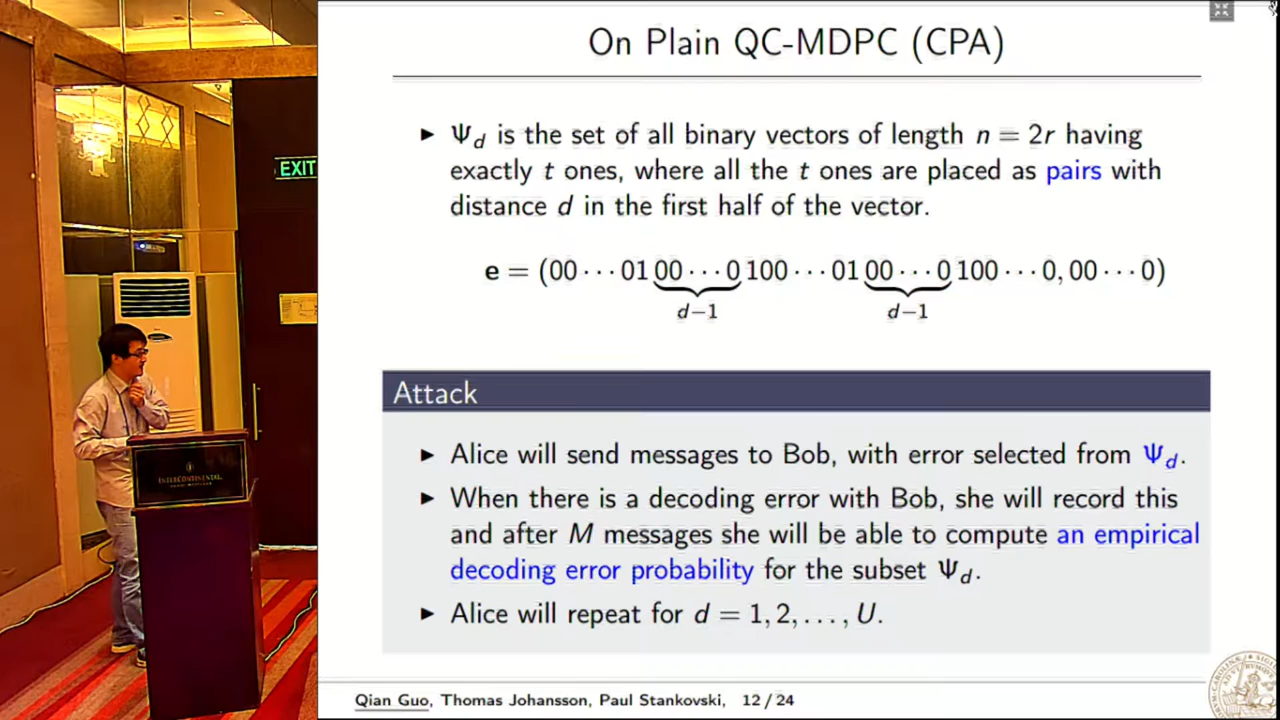 On Plain QC-MDPC (CPA)
▶ Ψ_d is the set of all binary vectors of length n = 2r having
exactly t ones, where all the t ones are placed as pairs with
distance d in the first half of the vector.
e = (00 ⋯ 01 00 ⋯ 0 100 ⋯ 01 00 ⋯ 0 100 ⋯ 0, 00 ⋯ 0)
d−1 d−1
Attack
▶ Alice will send messages to Bob, with error selected from Ψ_d.
▶ When there is a decoding error with Bob, she will record this
and after M messages she will be able to compute an empirical
decoding error probability for the subset Ψ_d.
▶ Alice will repeat for d = 1, 2, . . . , U.
Qian Guo, Thomas Johansson, Paul Stankovski, 12/24
EXIT
INTERCONTINENTAL